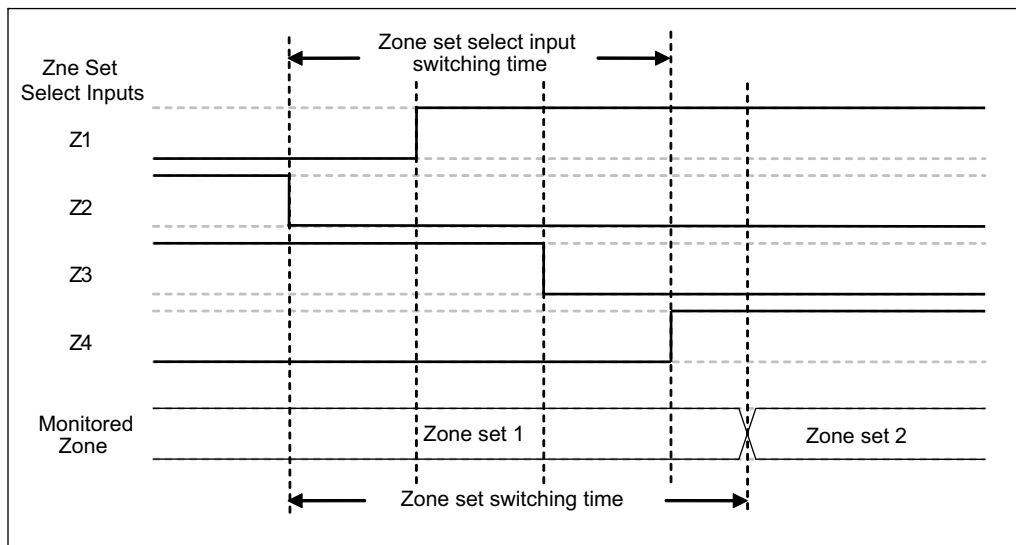 Zone set select input
switching time
Zne Set
Select Inputs
Z1
Z2
Z3
Z4
Monitored
Zone
Zone set 1
Zone set 2
Zone set switching time